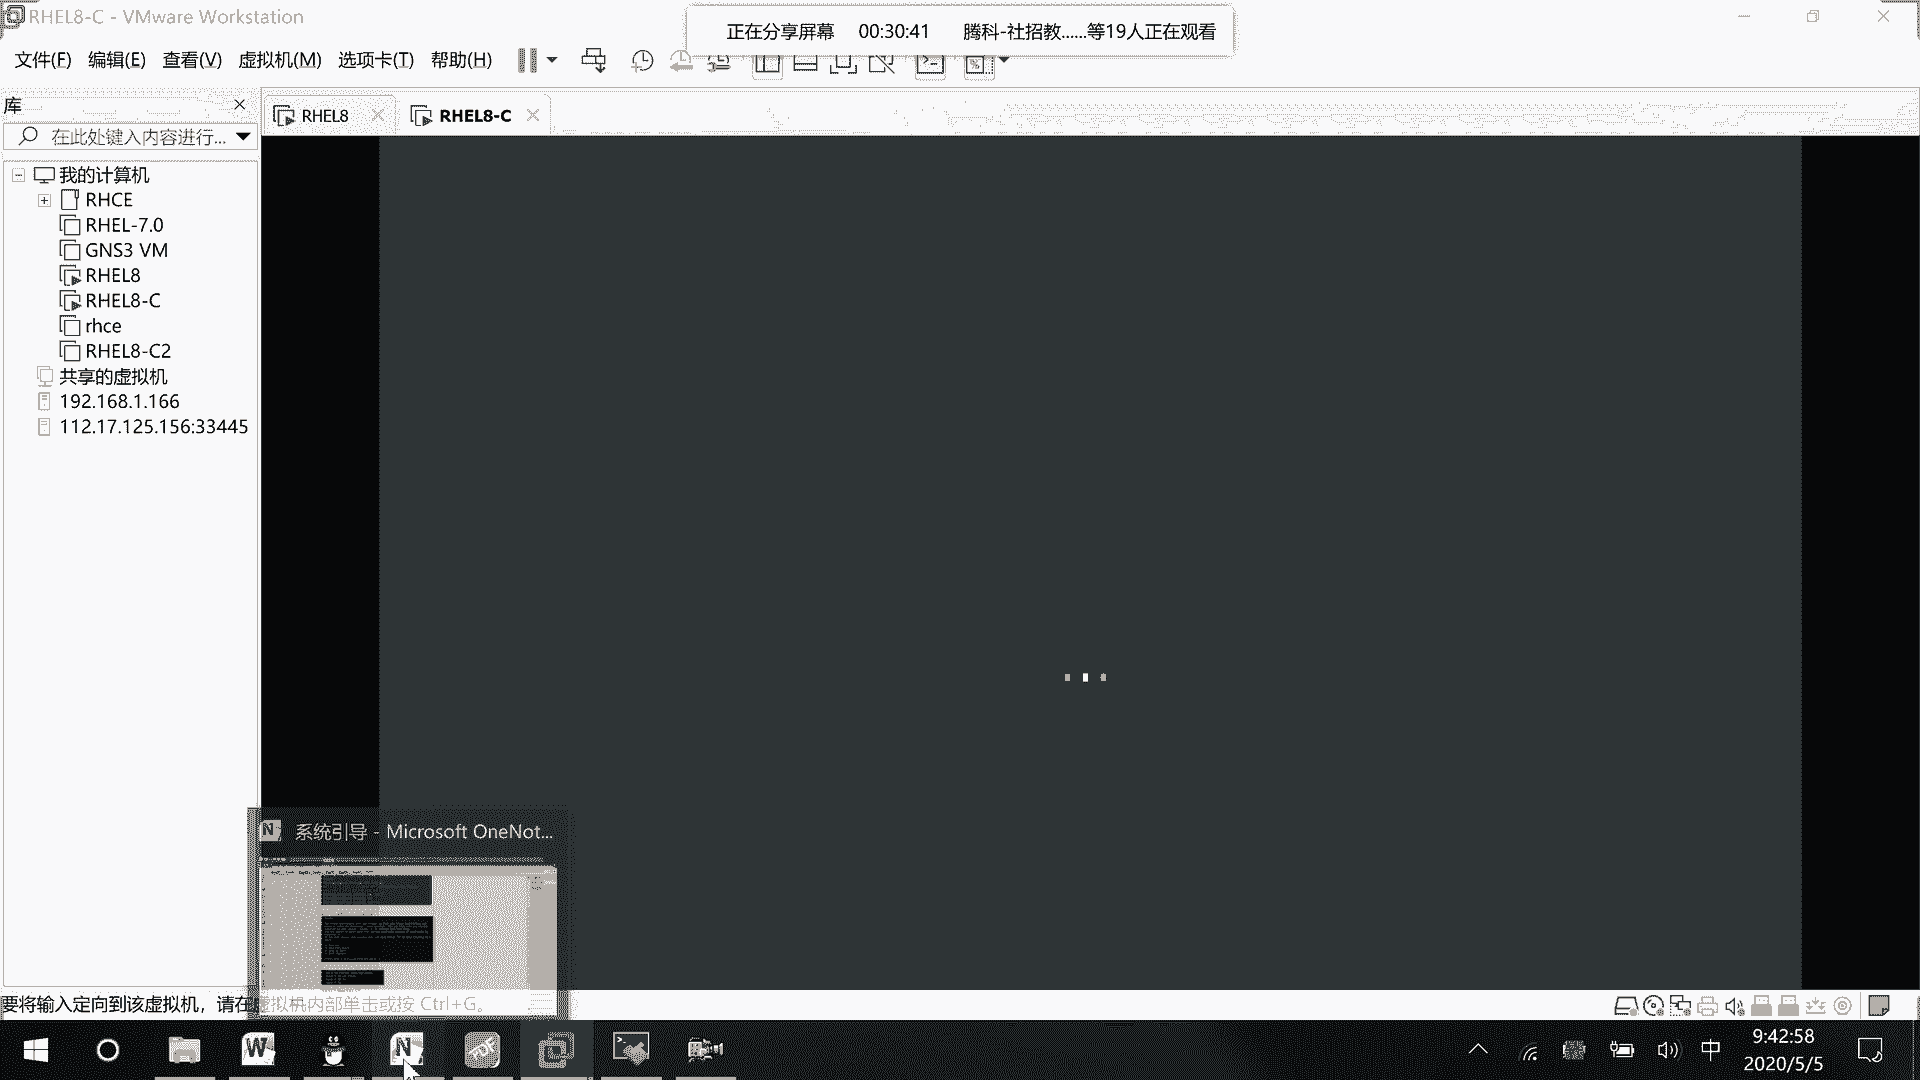 RHEL8-C - VMware Workstation
正在分享屏幕 00:30:41 腾科-社招教......等19人正在观看
文件(F) 编辑(E) 查看(V) 虚拟机(M) 选项卡(T) 帮助(H)
库
在此处键入内容进行...
RHEL8
RHEL8-C
我的计算机
RHCE
RHEL-7.0
GNS3 VM
RHEL8
RHEL8-C
rhce
RHEL8-C2
共享的虚拟机
192.168.1.166
112.17.125.156:33445
系统引导 - Microsoft OneNot...
要将输入定向到该虚拟机，请在虚拟机内部单击或按 Ctrl+G。
中
9:42:58
2020/5/5